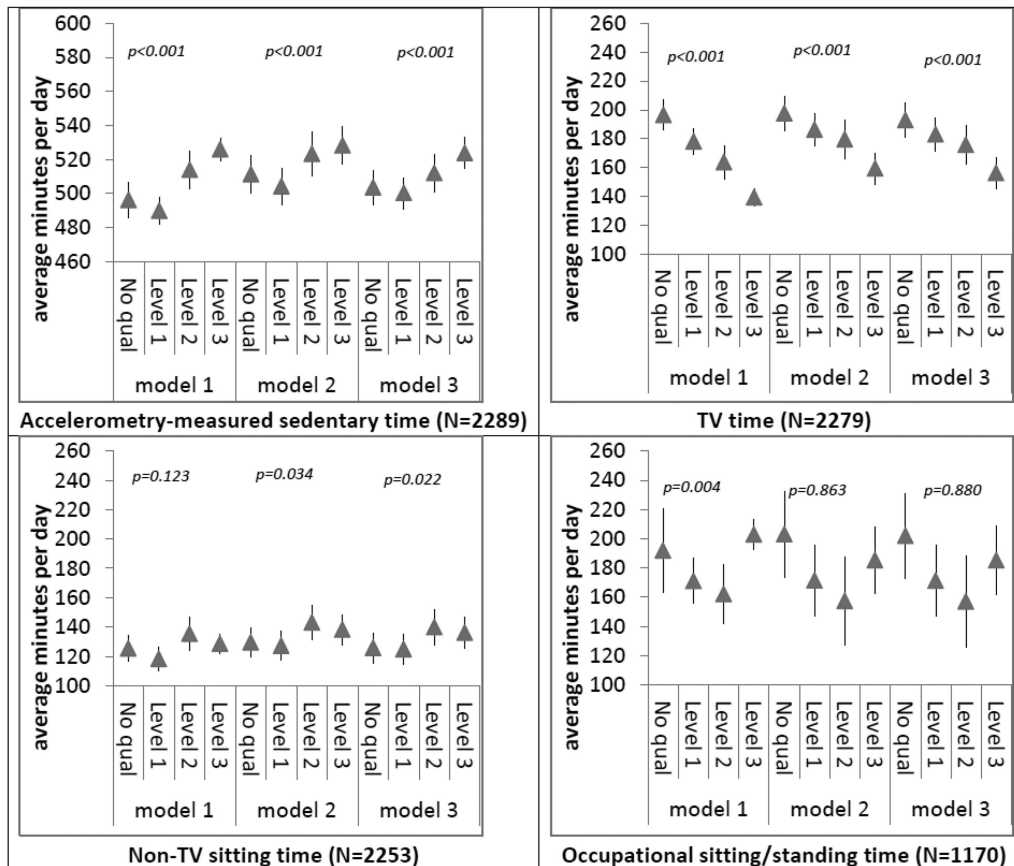 average minutes per day
600
580
560
540
520
500
480
460
p<0.001
p<0.001
p<0.001
No qual
Level 1
Level 2
Level 3
No qual
Level 1
Level 2
Level 3
No qual
Level 1
Level 2
Level 3
model 1
model 2
model 3
Accelerometry-measured sedentary time (N=2289)
average minutes per day
260
240
220
200
180
160
140
120
100
p<0.001
p<0.001
p<0.001
No qual
Level 1
Level 2
Level 3
No qual
Level 1
Level 2
Level 3
No qual
Level 1
Level 2
Level 3
model 1
model 2
model 3
TV time (N=2279)
average minutes per day
260
240
220
200
180
160
140
120
100
p=0.123
p=0.034
p=0.022
No qual
Level 1
Level 2
Level 3
No qual
Level 1
Level 2
Level 3
No qual
Level 1
Level 2
Level 3
model 1
model 2
model 3
Non-TV sitting time (N=2253)
average minutes per day
260
240
220
200
180
160
140
120
100
p=0.004
p=0.863
p=0.880
No qual
Level 1
Level 2
Level 3
No qual
Level 1
Level 2
Level 3
No qual
Level 1
Level 2
Level 3
model 1
model 2
model 3
Occupational sitting/standing time (N=1170)